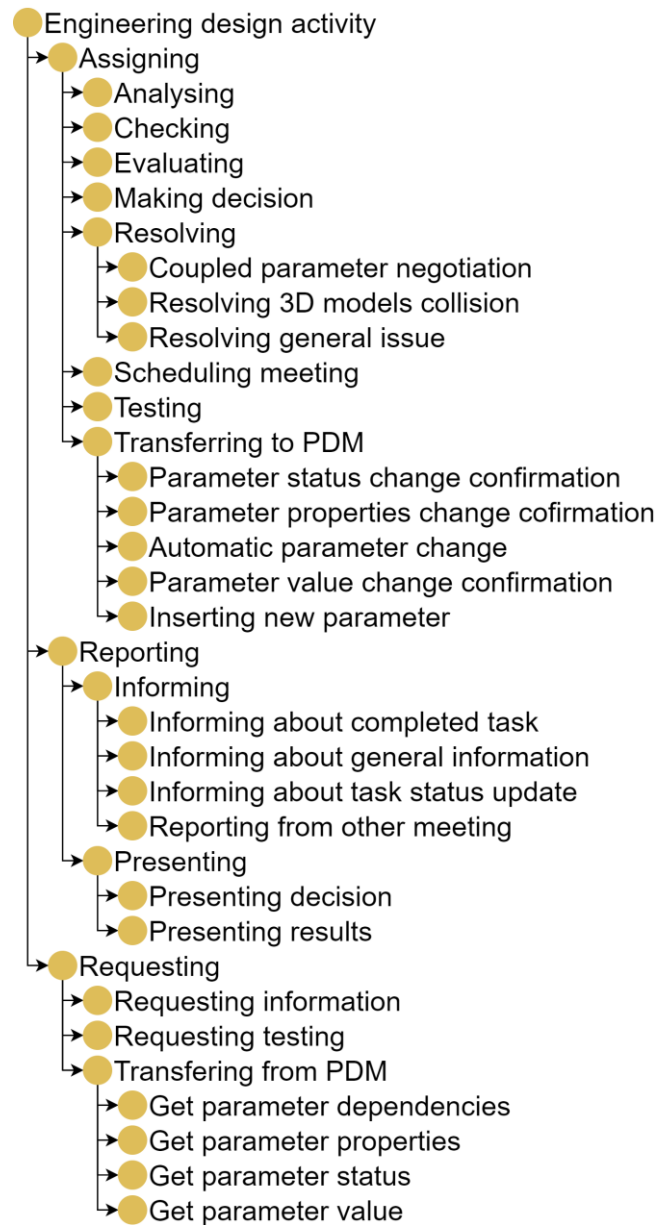 Engineering design activity
Assigning
Analysing
Checking
Evaluating
Making decision
Resolving
Coupled parameter negotiation
Resolving 3D models collision
Resolving general issue
Scheduling meeting
Testing
Transferring to PDM
Parameter status change confirmation
Parameter properties change cofirmation
Automatic parameter change
Parameter value change confirmation
Inserting new parameter
Reporting
Informing
Informing about completed task
Informing about general information
Informing about task status update
Reporting from other meeting
Presenting
Presenting decision
Presenting results
Requesting
Requesting information
Requesting testing
Transfering from PDM
Get parameter dependencies
Get parameter properties
Get parameter status
Get parameter value